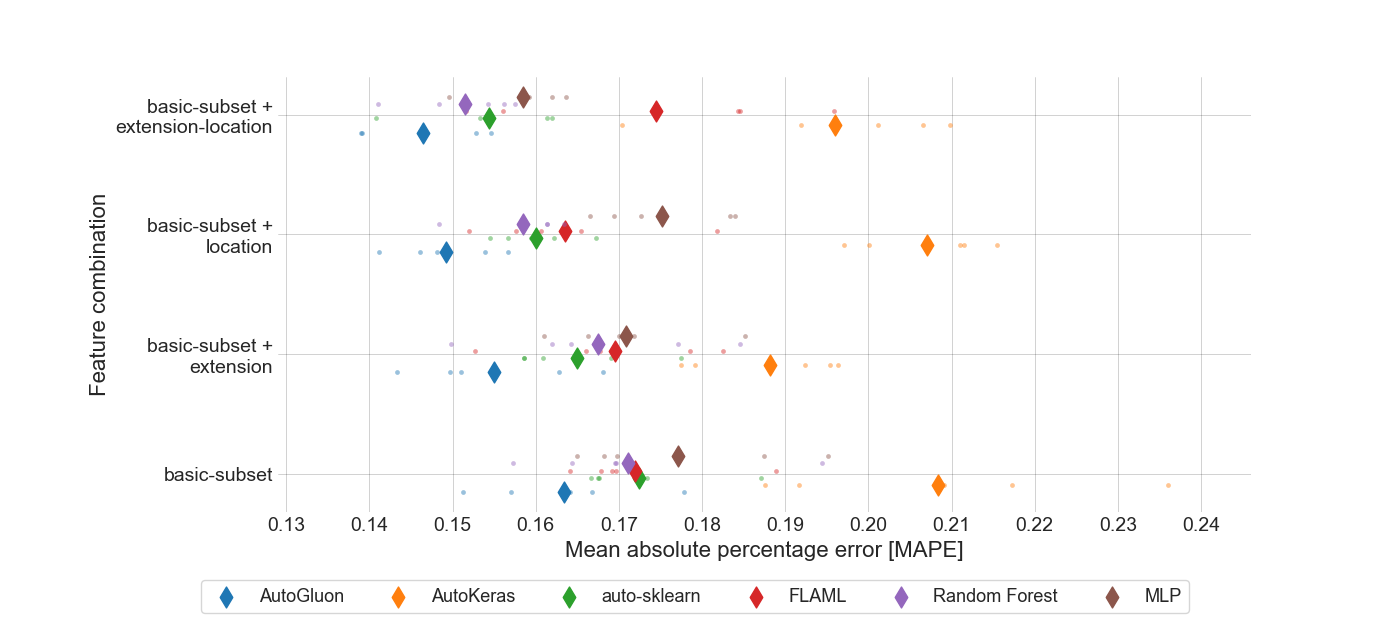 basic-subset +
extension-location
basic-subset +
location
basic-subset +
extension
basic-subset
Feature combination
0.13 0.14 0.15 0.16 0.17 0.18 0.19 0.20 0.21 0.22 0.23 0.24
Mean absolute percentage error [MAPE]
AutoGluon AutoKeras auto-sklearn FLAML Random Forest MLP